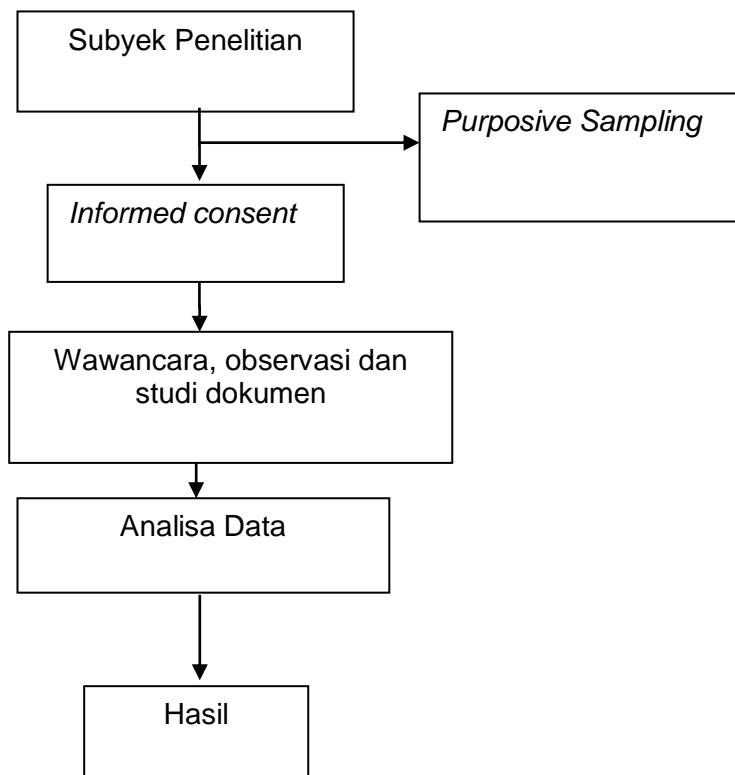 Subyek Penelitian
Purposive Sampling
Informed consent
Wawancara, observasi dan
studi dokumen
Analisa Data
Hasil